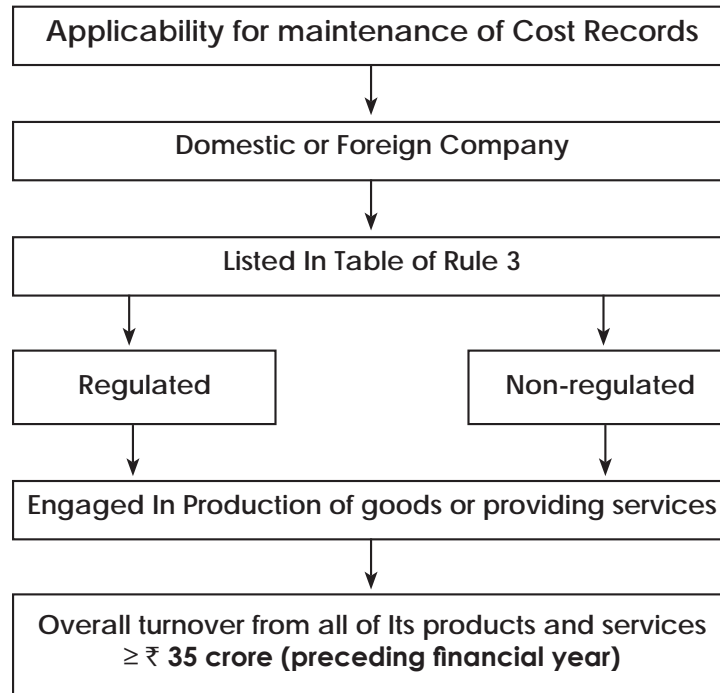 Applicability for maintenance of Cost Records
Domestic or Foreign Company
Listed In Table of Rule 3
Regulated
Non-regulated
Engaged In Production of goods or providing services
Overall turnover from all of Its products and services
≥ ₹ 35 crore (preceding financial year)